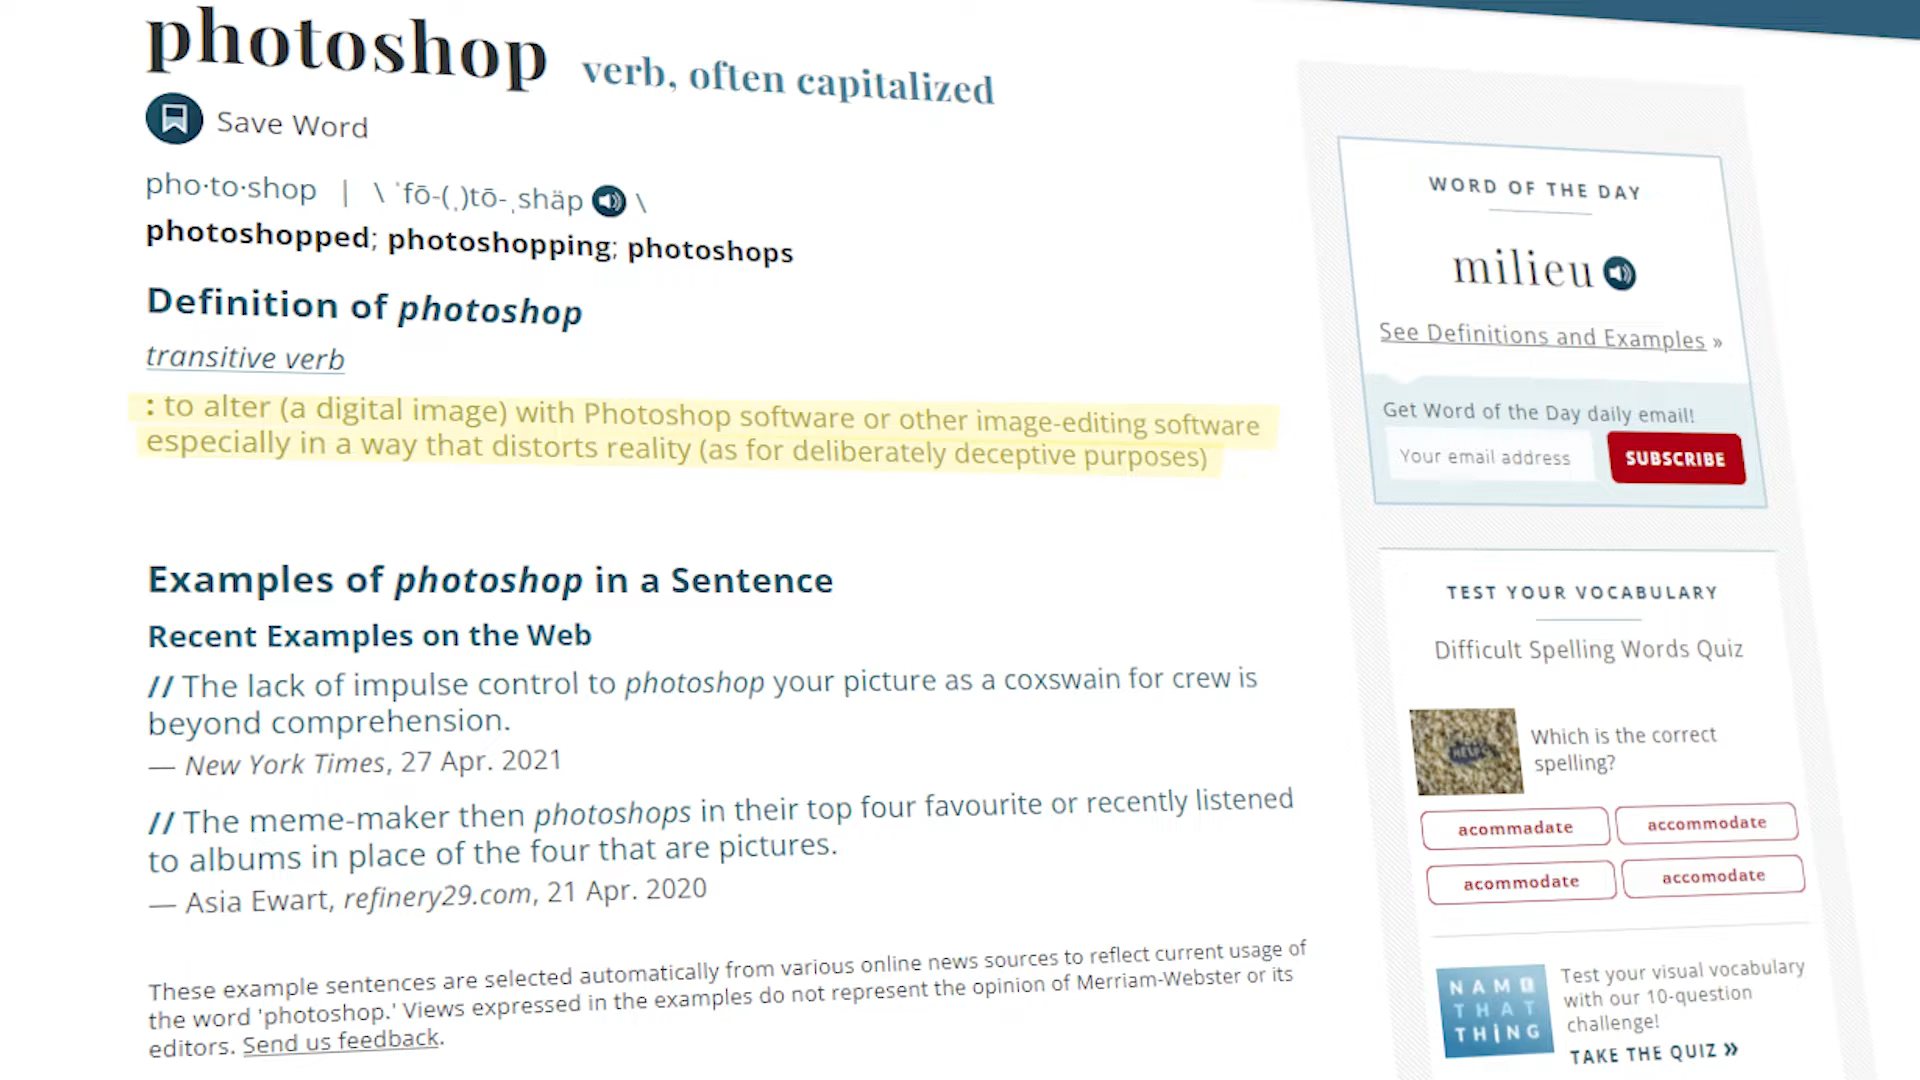 photoshop verb, often capitalized
Save Word
pho·to·shop | \ ˈfō-(ˌ)tō-ˌshäp \
photoshopped; photoshopping; photoshops
Definition of photoshop
transitive verb
: to alter (a digital image) with Photoshop software or other image-editing software
especially in a way that distorts reality (as for deliberately deceptive purposes)
Examples of photoshop in a Sentence
Recent Examples on the Web
// The lack of impulse control to photoshop your picture as a coxswain for crew is
beyond comprehension.
— New York Times, 27 Apr. 2021
// The meme-maker then photoshops in their top four favourite or recently listened
to albums in place of the four that are pictures.
— Asia Ewart, refinery29.com, 21 Apr. 2020
These example sentences are selected automatically from various online news sources to reflect current usage of
the word 'photoshop.' Views expressed in the examples do not represent the opinion of Merriam-Webster or its
editors. Send us feedback.
WORD OF THE DAY
milieu
See Definitions and Examples »
Get Word of the Day daily email!
Your email address SUBSCRIBE
TEST YOUR VOCABULARY
Difficult Spelling Words Quiz
HELP
Which is the correct
spelling?
acommadate accommodate
acommodate accomodate
NAME
THAT
THING
Test your visual vocabulary
with our 10-question
challenge!
TAKE THE QUIZ »